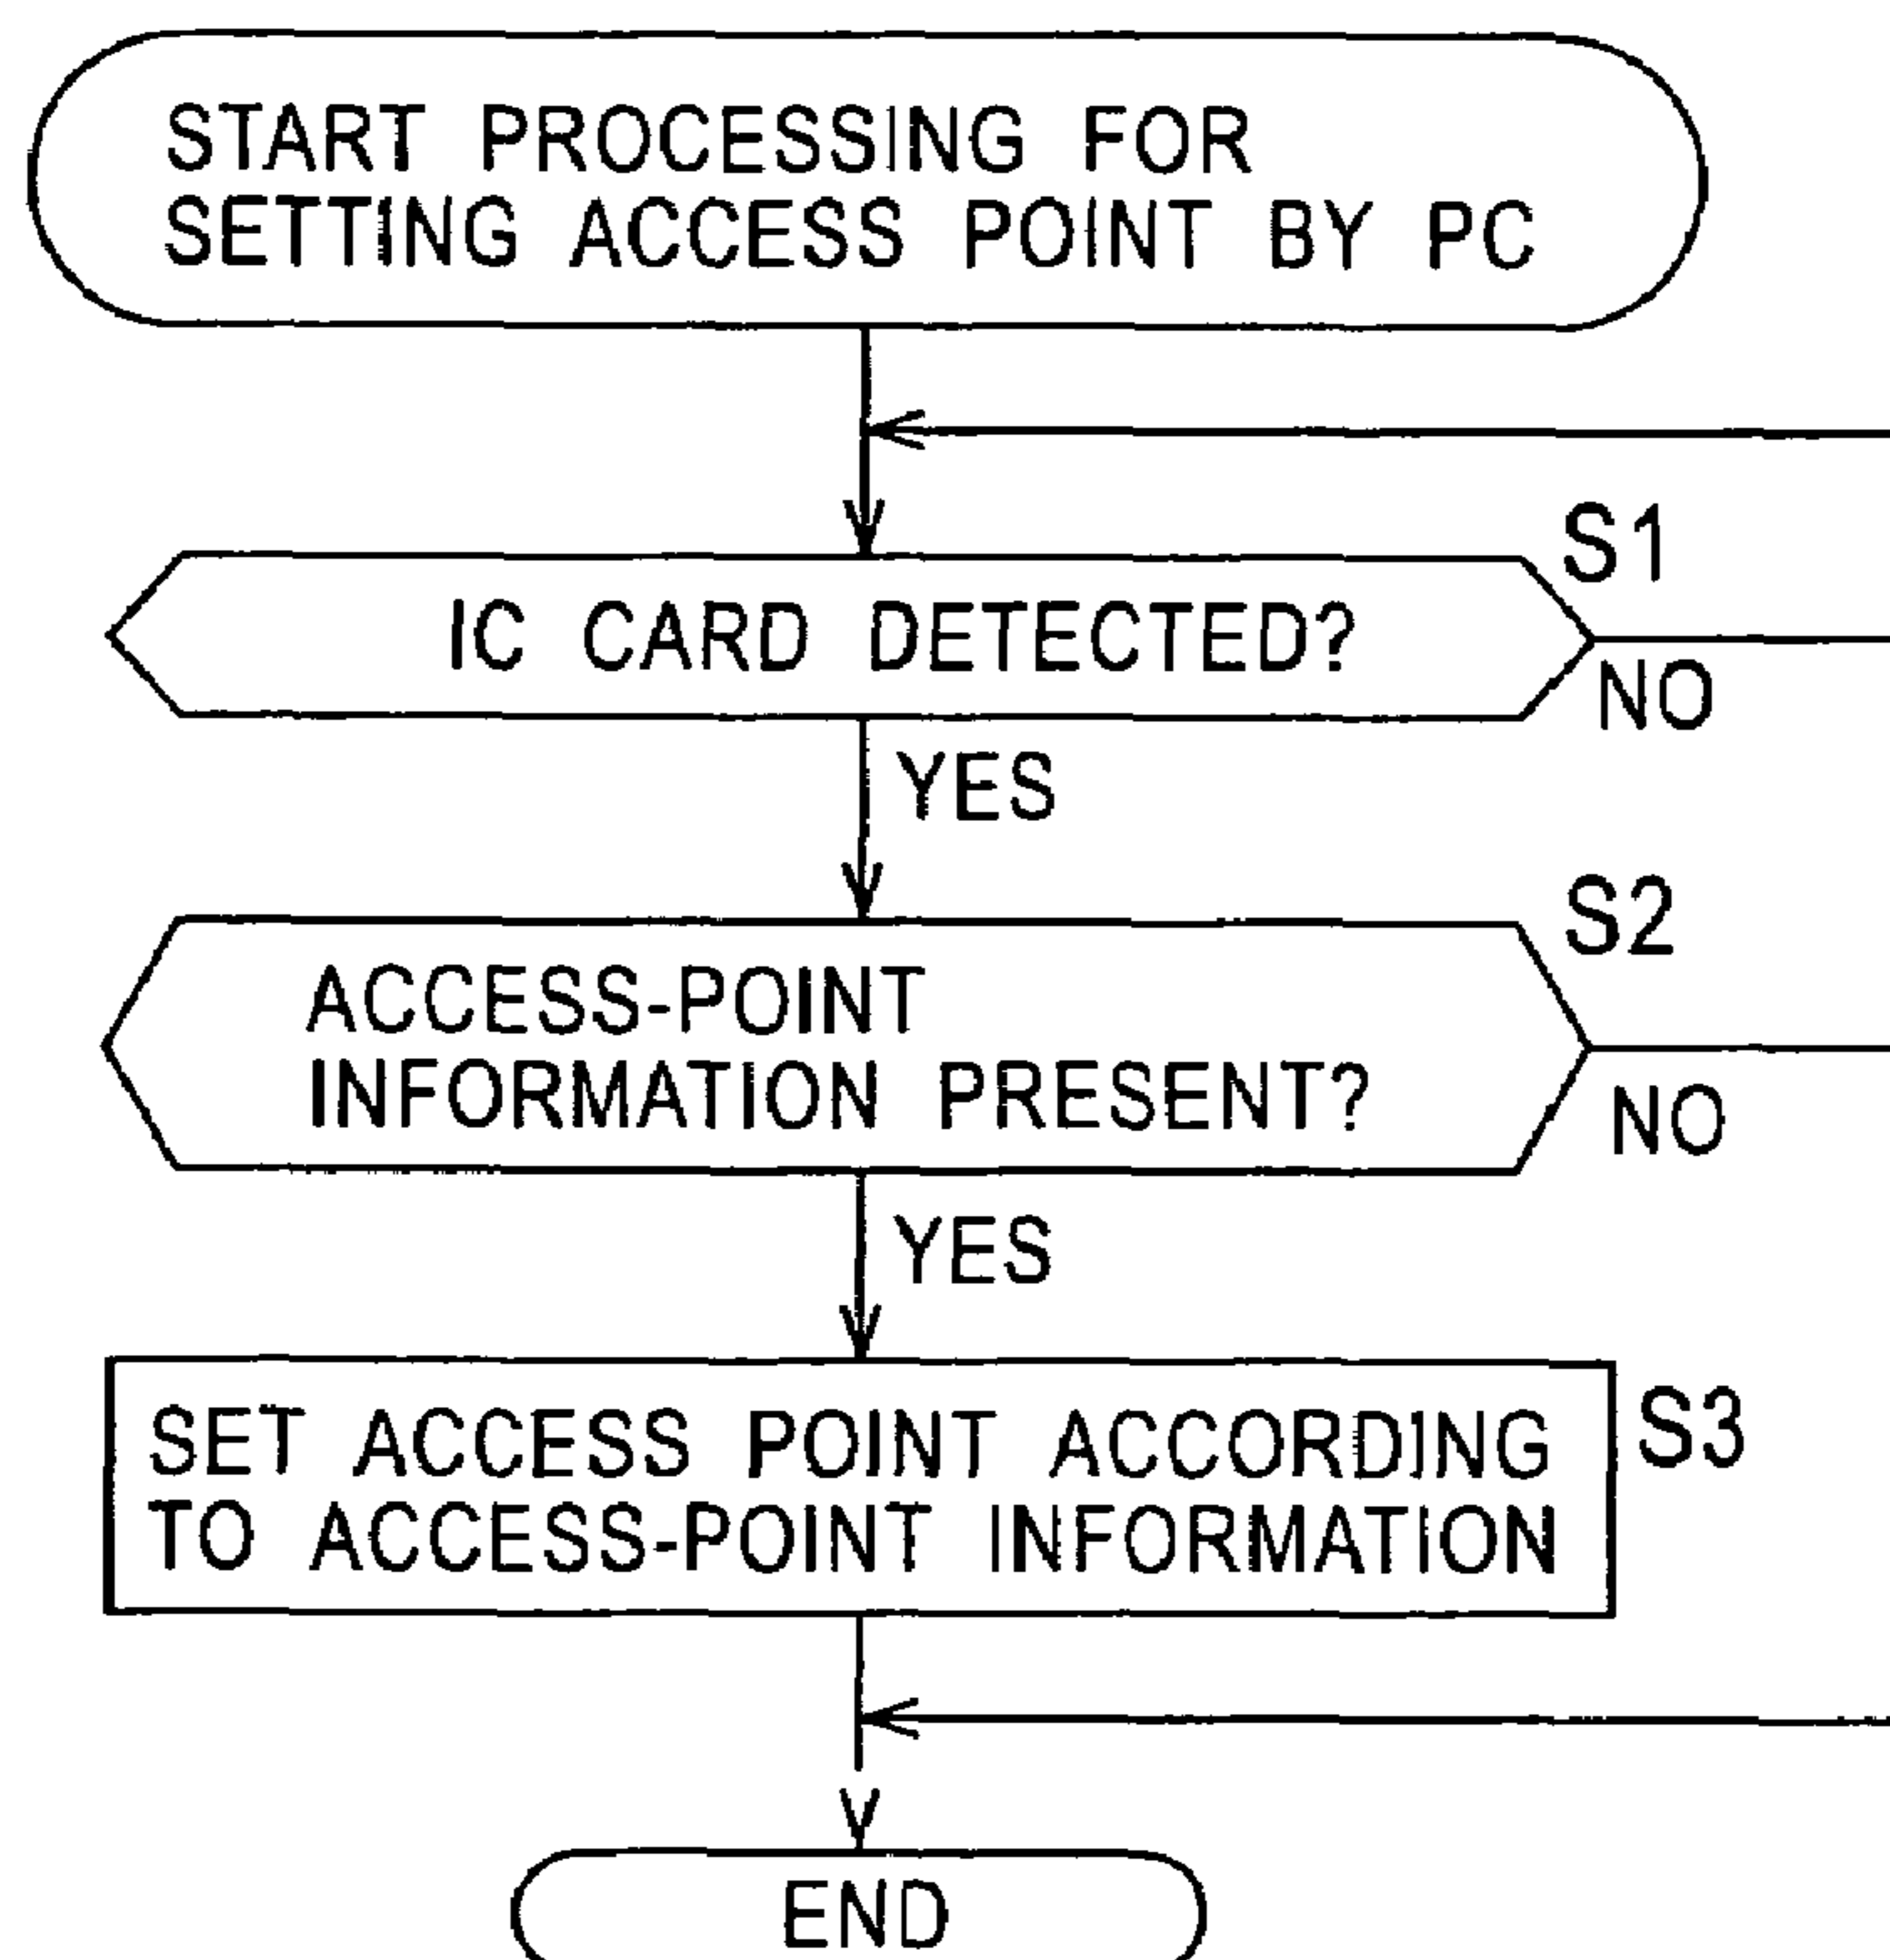 START PROCESSING FOR
SETTING ACCESS POINT BY PC
S1
IC CARD DETECTED?
NO
YES
S2
ACCESS-POINT
INFORMATION PRESENT?
NO
YES
S3
SET ACCESS POINT ACCORDING
TO ACCESS-POINT INFORMATION
END